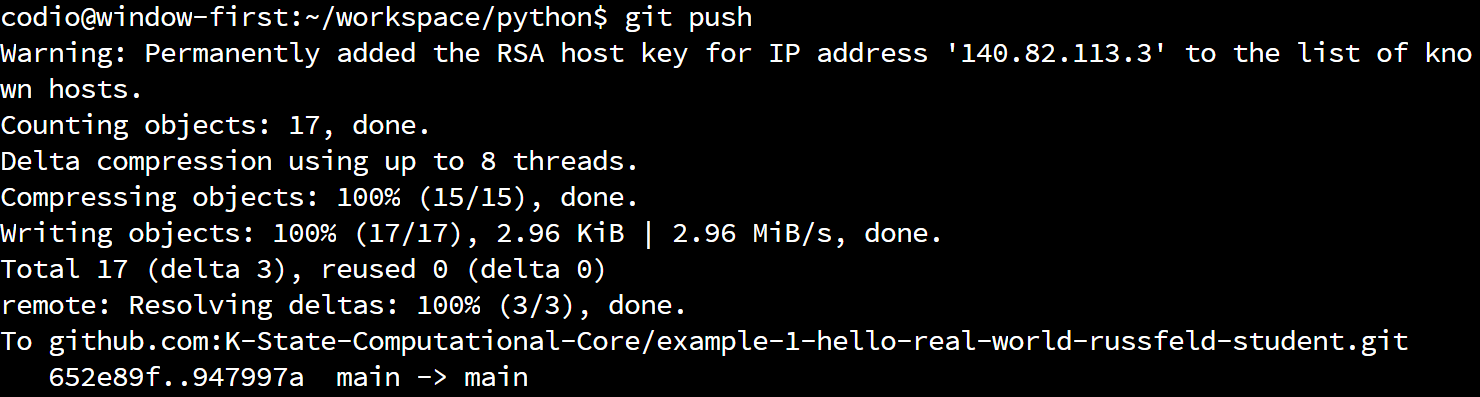 codio@window-first:~/workspace/python$ git push
Warning: Permanently added the RSA host key for IP address '140.82.113.3' to the list of kno
wn hosts.
Counting objects: 17, done.
Delta compression using up to 8 threads.
Compressing objects: 100% (15/15), done.
Writing objects: 100% (17/17), 2.96 KiB | 2.96 MiB/s, done.
Total 17 (delta 3), reused 0 (delta 0)
remote: Resolving deltas: 100% (3/3), done.
To github.com:K-State-Computational-Core/example-1-hello-real-world-russfeld-student.git
   652e89f..947997a  main -> main